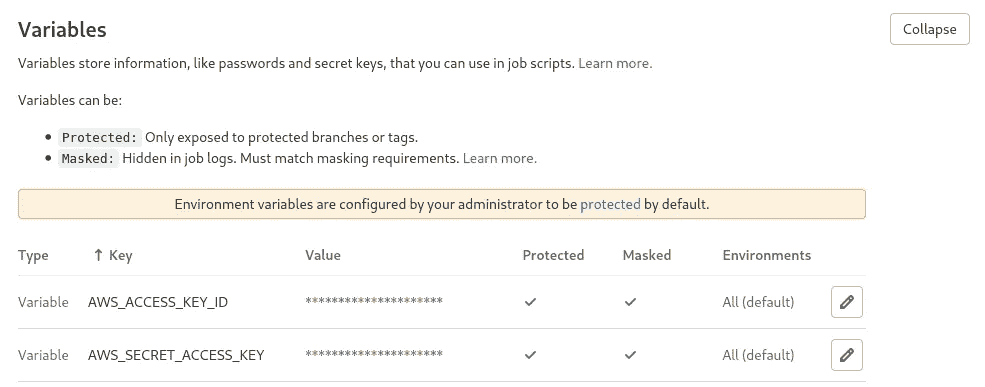 Variables
Collapse
Variables store information, like passwords and secret keys, that you can use in job scripts. Learn more.
Variables can be:
• Protected: Only exposed to protected branches or tags.
• Masked: Hidden in job logs. Must match masking requirements. Learn more.
Environment variables are configured by your administrator to be protected by default.
Type ↑ Key Value Protected Masked Environments
Variable AWS_ACCESS_KEY_ID ********************* ✓ ✓ All (default)
Variable AWS_SECRET_ACCESS_KEY ********************* ✓ ✓ All (default)